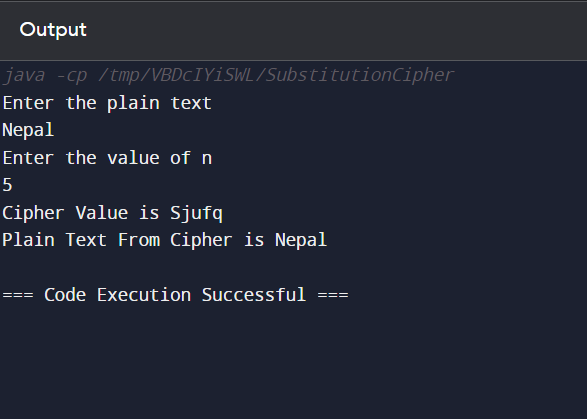 Output
java -cp /tmp/VBDcIYiSWL/SubstitutionCipher
Enter the plain text
Nepal
Enter the value of n
5
Cipher Value is Sjufq
Plain Text From Cipher is Nepal
=== Code Execution Successful ===